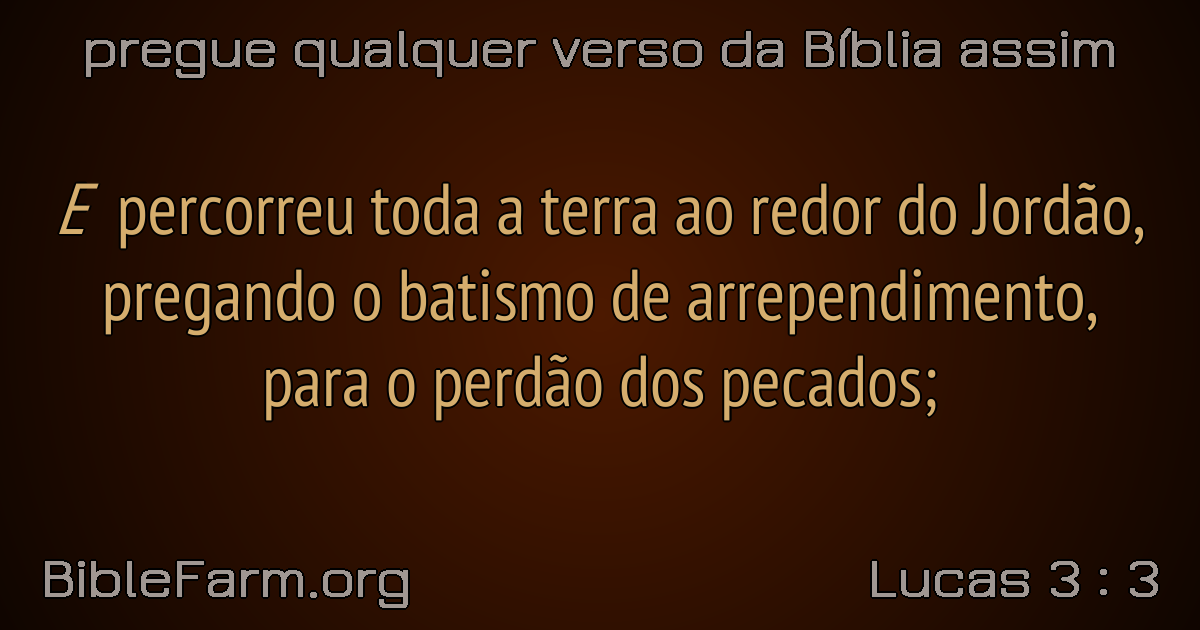 pregue qualquer verso da Bíblia assim
E percorreu toda a terra ao redor do Jordão,
pregando o batismo de arrependimento,
para o perdão dos pecados;
BibleFarm.org
Lucas 3 : 3